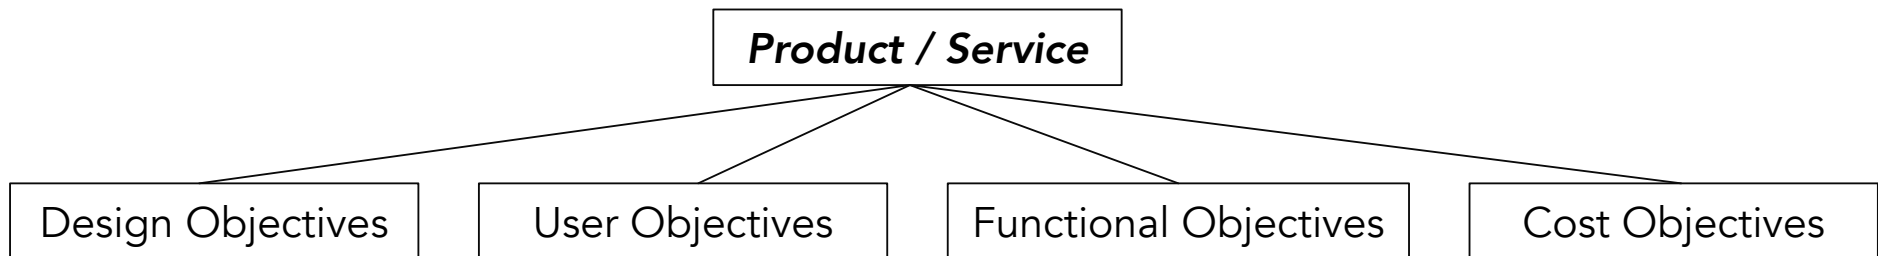 Product / Service
Design Objectives
User Objectives
Functional Objectives
Cost Objectives